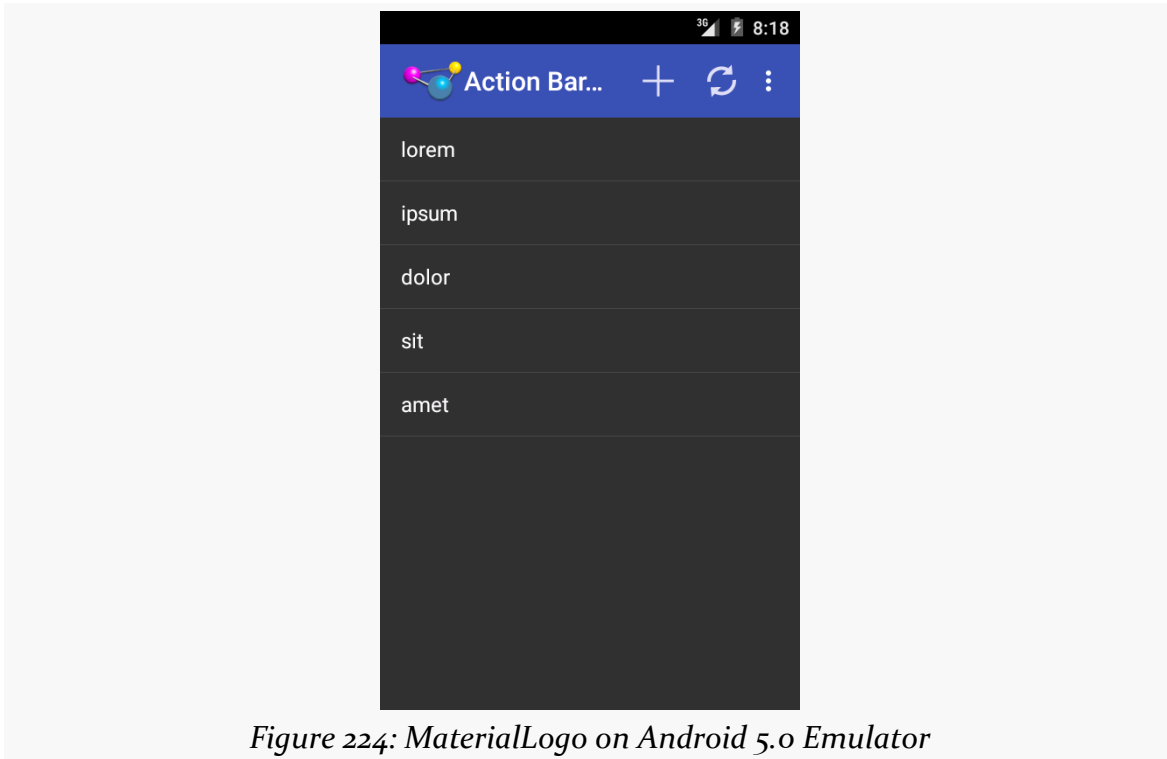 3G 8:18
Action Bar...
lorem
ipsum
dolor
sit
amet
Figure 224: MaterialLogo on Android 5.0 Emulator